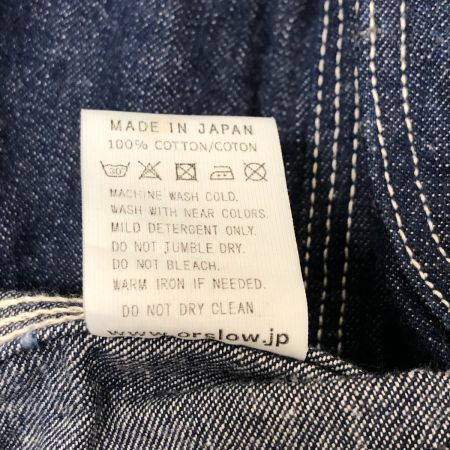 MADE IN JAPAN
100% COTTON/COTON
30°
MACHINE WASH COLD.
WASH WITH NEAR COLORS.
MILD DETERGENT ONLY.
DO NOT JUMBLE DRY.
DO NOT BLEACH.
WARM IRON IF NEEDED.
DO NOT DRY CLEAN
www.orslow.jp